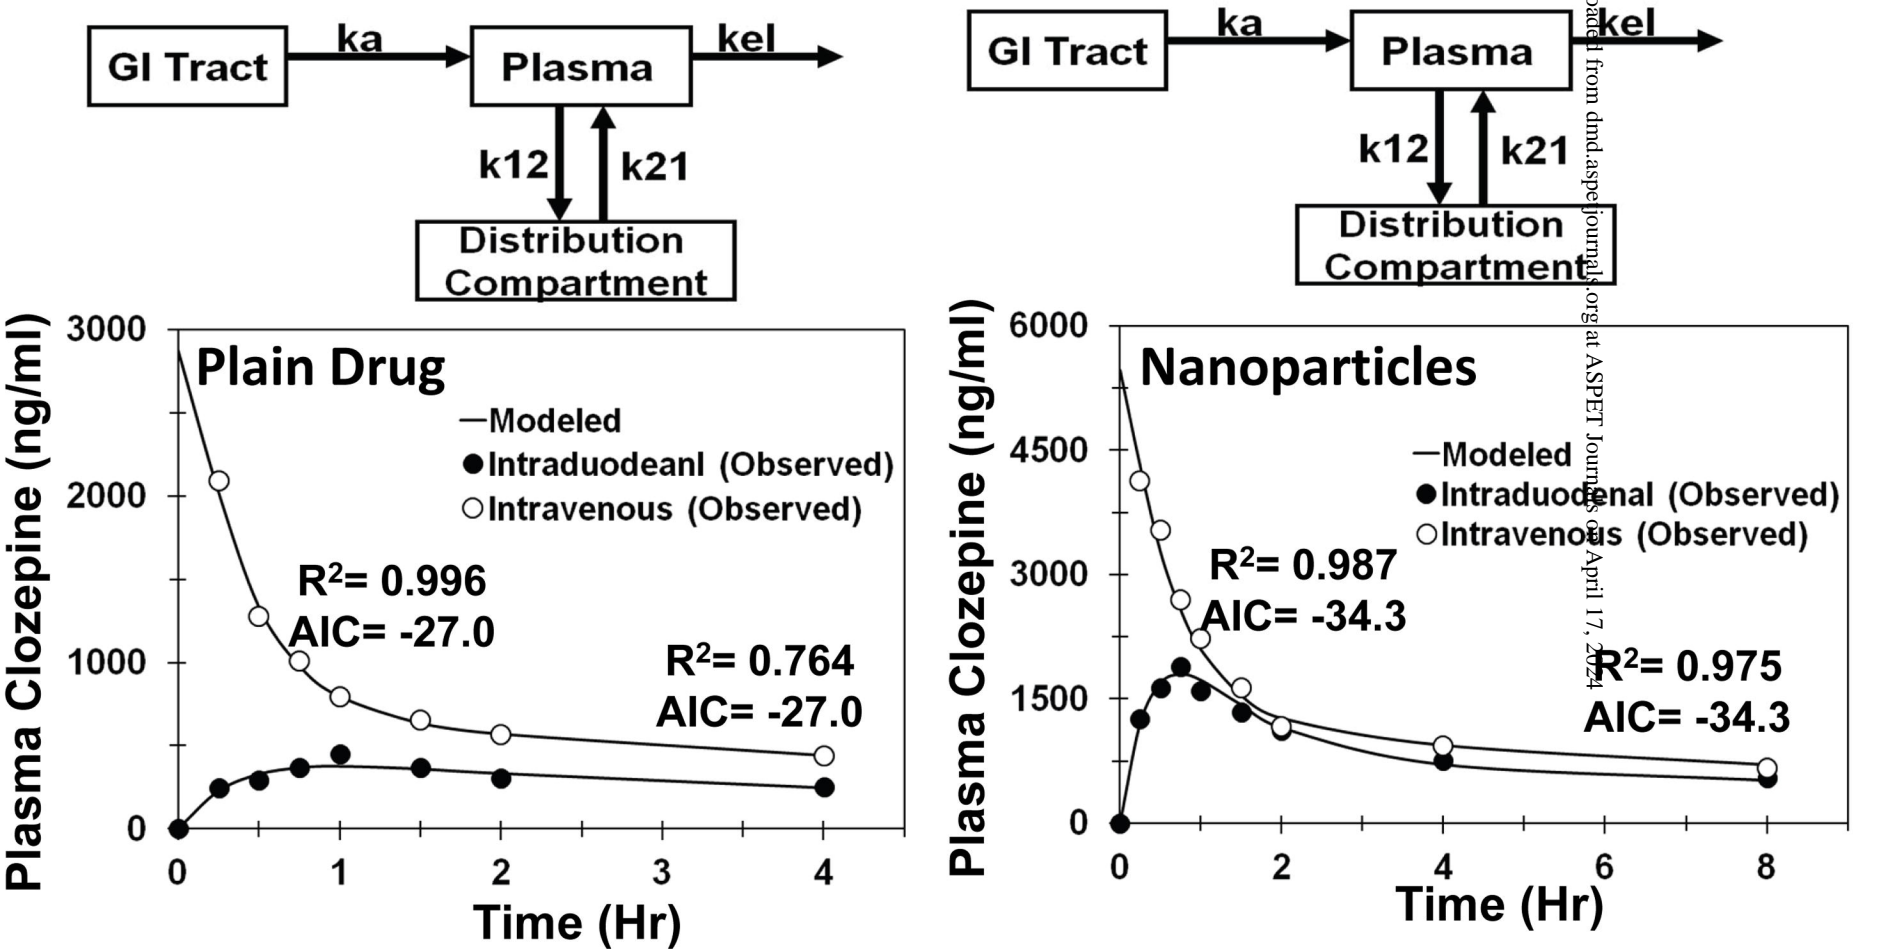 GI Tract
ka
Plasma
kel
k12
k21
Distribution
Compartment
3000
2000
1000
0
Plasma Clozepine (ng/ml)
Plain Drug
Modeled
Intraduodeanl (Observed)
Intravenous (Observed)
R²= 0.996
AIC= -27.0
R²= 0.764
AIC= -27.0
0 1 2 3 4
Time (Hr)
GI Tract
ka
Plasma
kel
k12
k21
Distribution
Compartment
6000
4500
3000
1500
0
Plasma Clozepine (ng/ml)
Nanoparticles
Modeled
Intraduodenal (Observed)
Intravenous (Observed)
R²= 0.987
AIC= -34.3
R²= 0.975
AIC= -34.3
0 2 4 6 8
Time (Hr)
from dmd.aspetjournals.org at ASPET Journals on April 17, 2024